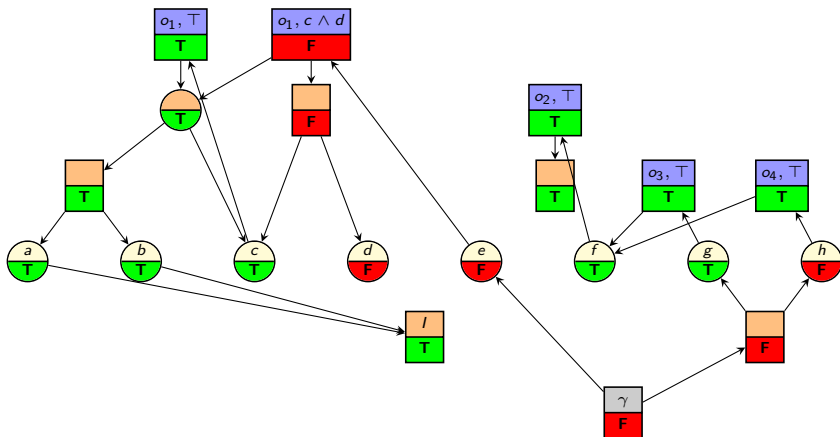 o₁, ⊤
T
o₁, c ∧ d
F
T
F
o₂, ⊤
T
T
T
o₃, ⊤
T
o₄, ⊤
T
a
T
b
T
c
T
d
F
e
F
f
T
g
T
h
F
I
T
F
γ
F